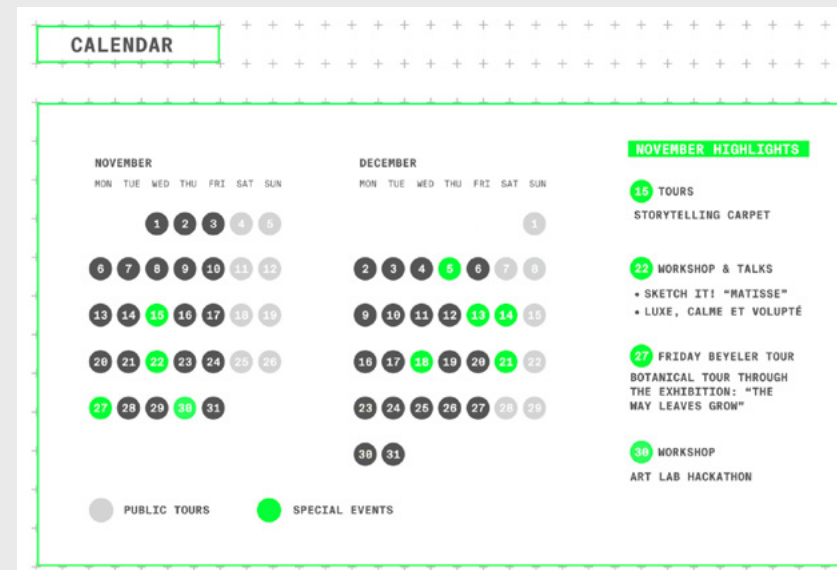 CALENDAR
NOVEMBER
MON TUE WED THU FRI SAT SUN
1 2 3 4 5
6 7 8 9 10 11 12
13 14 15 16 17 18 19
20 21 22 23 24 25 26
27 28 29 30 31
DECEMBER
MON TUE WED THU FRI SAT SUN
1
2 3 4 5 6 7 8
9 10 11 12 13 14 15
16 17 18 19 20 21 22
23 24 25 26 27 28 29
30 31
PUBLIC TOURS
SPECIAL EVENTS
NOVEMBER HIGHLIGHTS
15 TOURS
STORYTELLING CARPET
22 WORKSHOP & TALKS
• SKETCH IT! “MATISSE”
• LUXE, CALME ET VOLUPTÉ
27 FRIDAY BEYELER TOUR
BOTANICAL TOUR THROUGH
THE EXHIBITION: “THE
WAY LEAVES GROW”
30 WORKSHOP
ART LAB HACKATHON